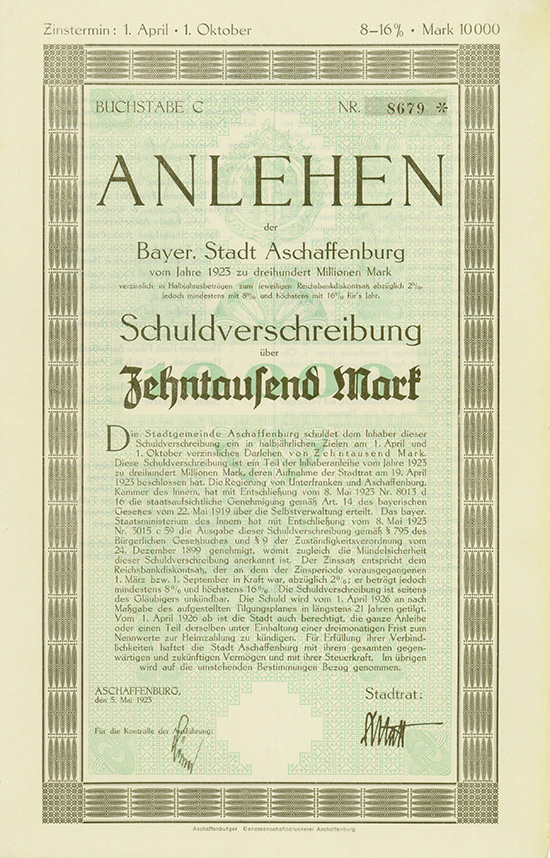 Zinstermin: 1. April · 1. Oktober 8-16% · Mark 10000
BUCHSTABE C NR. 8679 *
ANLEHEN
der
Bayer. Stadt Aschaffenburg
vom Jahre 1923 zu dreihundert Millionen Mark
verzinslich in Halbjahresbeträgen zum jeweiligen Reichsbankdiskontsatz abzüglich 2%,
jedoch mindestens mit 8% und höchstens mit 16% für's Jahr.
Schuldverschreibung
über
Zehntausend Mark
Die Stadtgemeinde Aschaffenburg schuldet dem Inhaber dieser
Schuldverschreibung ein in halbjährlichen Zielen am 1. April und
1. Oktober verzinsliches Darlehen von Zehntausend Mark.
Diese Schuldverschreibung ist ein Teil der Inhaberanleihe vom Jahre 1923
zu dreihundert Millionen Mark, deren Aufnahme der Stadtrat am 19. April
1923 beschlossen hat. Die Regierung von Unterfranken und Aschaffenburg,
Kammer des Innern, hat mit Entschließung vom 8. Mai 1923 Nr. 8013 d
16 die staatsaufsichtliche Genehmigung gemäß Art. 14 des bayerischen
Gesetzes vom 22. Mai 1919 über die Selbstverwaltung erteilt. Das bayer.
Staatsministerium des Innern hat mit Entschließung vom 8. Mai 1923
Nr. 3015 c 59 die Ausgabe dieser Schuldverschreibung gemäß § 795 des
Bürgerlichen Gesetzbuches und § 9 der Zuständigkeitsverordnung vom
24. Dezember 1899 genehmigt, womit zugleich die Mündelsicherheit
dieser Schuldverschreibung anerkannt ist. Der Zinssatz entspricht dem
Reichsbankdiskontsatz, der an dem der Zinsperiode vorausgegangenen
1. März bzw. 1. September in Kraft war, abzüglich 2%; er beträgt jedoch
mindestens 8% und höchstens 16%. Die Schuldverschreibung ist seitens
des Gläubigers unkündbar. Die Schuld wird vom 1. April 1926 an nach
Maßgabe des aufgestellten Tilgungsplanes in längstens 21 Jahren getilgt.
Vom 1. April 1926 ab ist die Stadt auch berechtigt, die ganze Anleihe
oder einen Teil derselben unter Einhaltung einer dreimonatigen Frist zum
Nennwerte zur Heimzahlung zu kündigen. Für Erfüllung ihrer Verbind-
lichkeiten haftet die Stadt Aschaffenburg mit ihrem gesamten gegen-
wärtigen und zukünftigen Vermögen und mit ihrer Steuerkraft. Im übrigen
wird auf die umstehenden Bestimmungen Bezug genommen.
ASCHAFFENBURG,
den 5. Mai 1923
Stadtrat:
Für die Kontrolle der Ausführung:
Aschaffenburger Genossenschaftsdruckerei Aschaffenburg